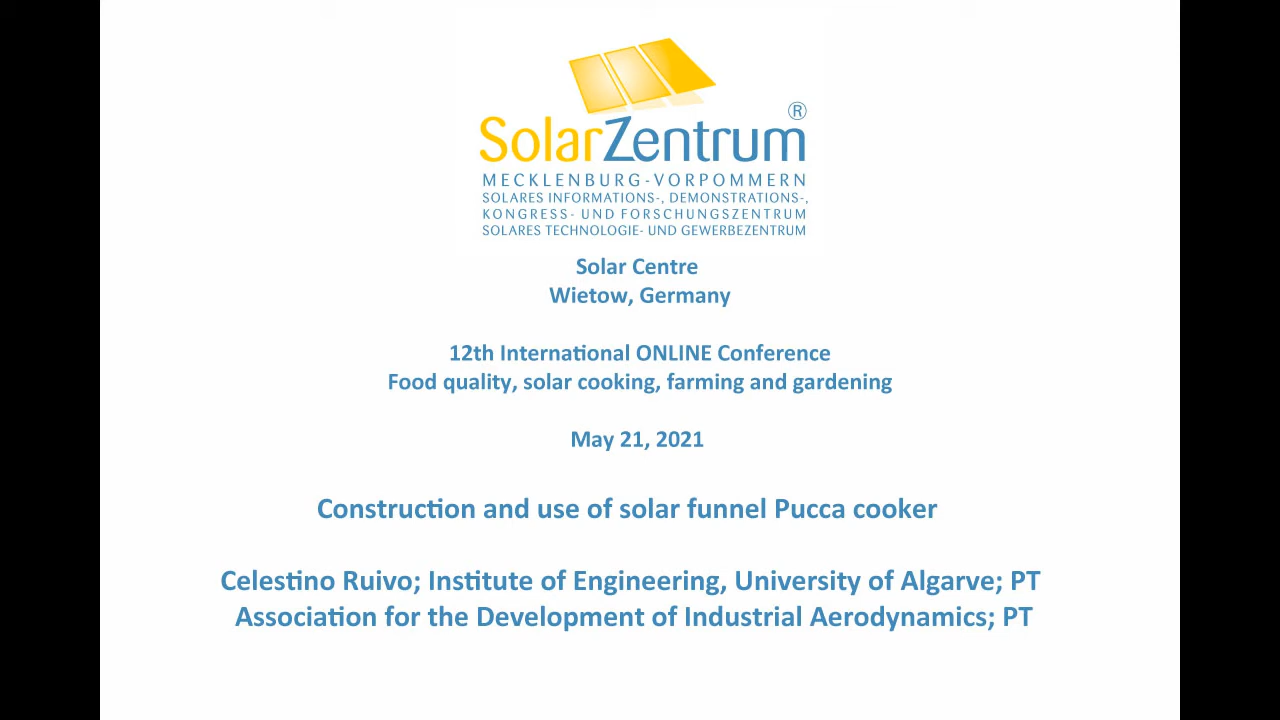 SolarZentrum ®
MECKLENBURG-VORPOMMERN
SOLARES INFORMATIONS-, DEMONSTRATIONS-,
KONGRESS- UND FORSCHUNGSZENTRUM
SOLARES TECHNOLOGIE- UND GEWERBEZENTRUM
Solar Centre
Wietow, Germany
12th International ONLINE Conference
Food quality, solar cooking, farming and gardening
May 21, 2021
Construction and use of solar funnel Pucca cooker
Celestino Ruivo; Institute of Engineering, University of Algarve; PT
Association for the Development of Industrial Aerodynamics; PT